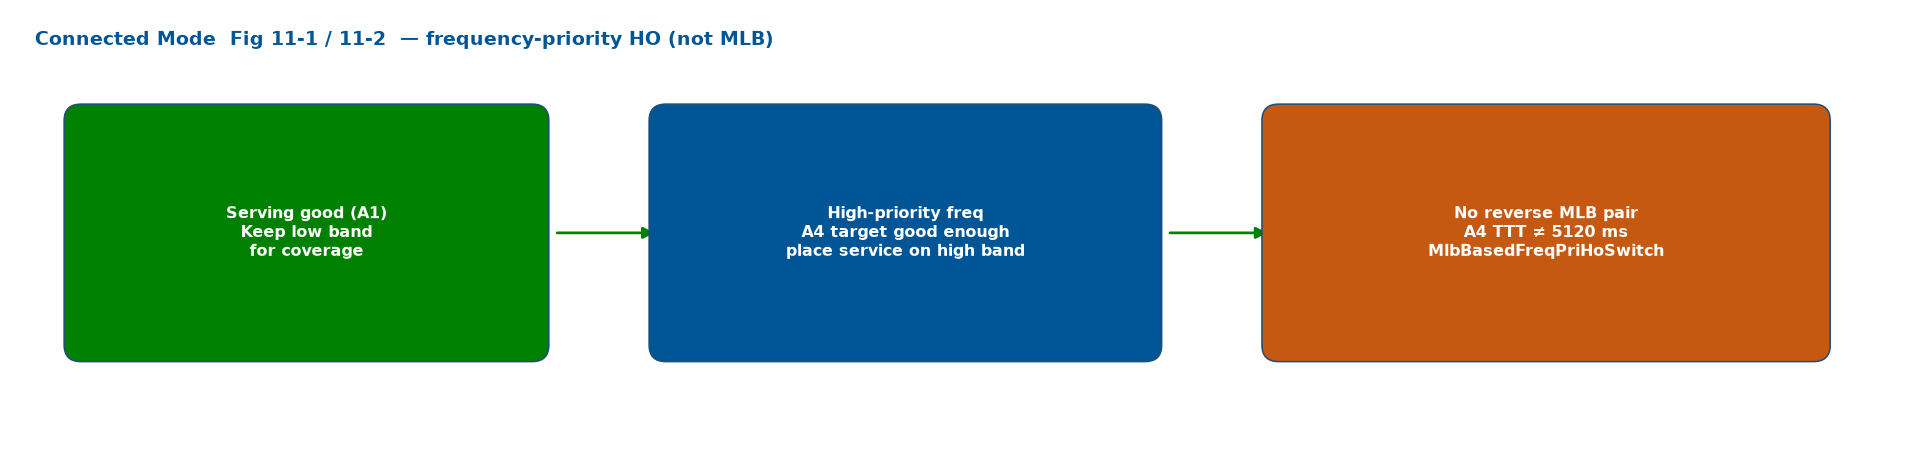 Connected Mode  Fig 11-1 / 11-2  — frequency-priority HO (not MLB)
Serving good (A1)
Keep low band
for coverage
High-priority freq
A4 target good enough
place service on high band
No reverse MLB pair
A4 TTT ≠ 5120 ms
MlbBasedFreqPriHoSwitch